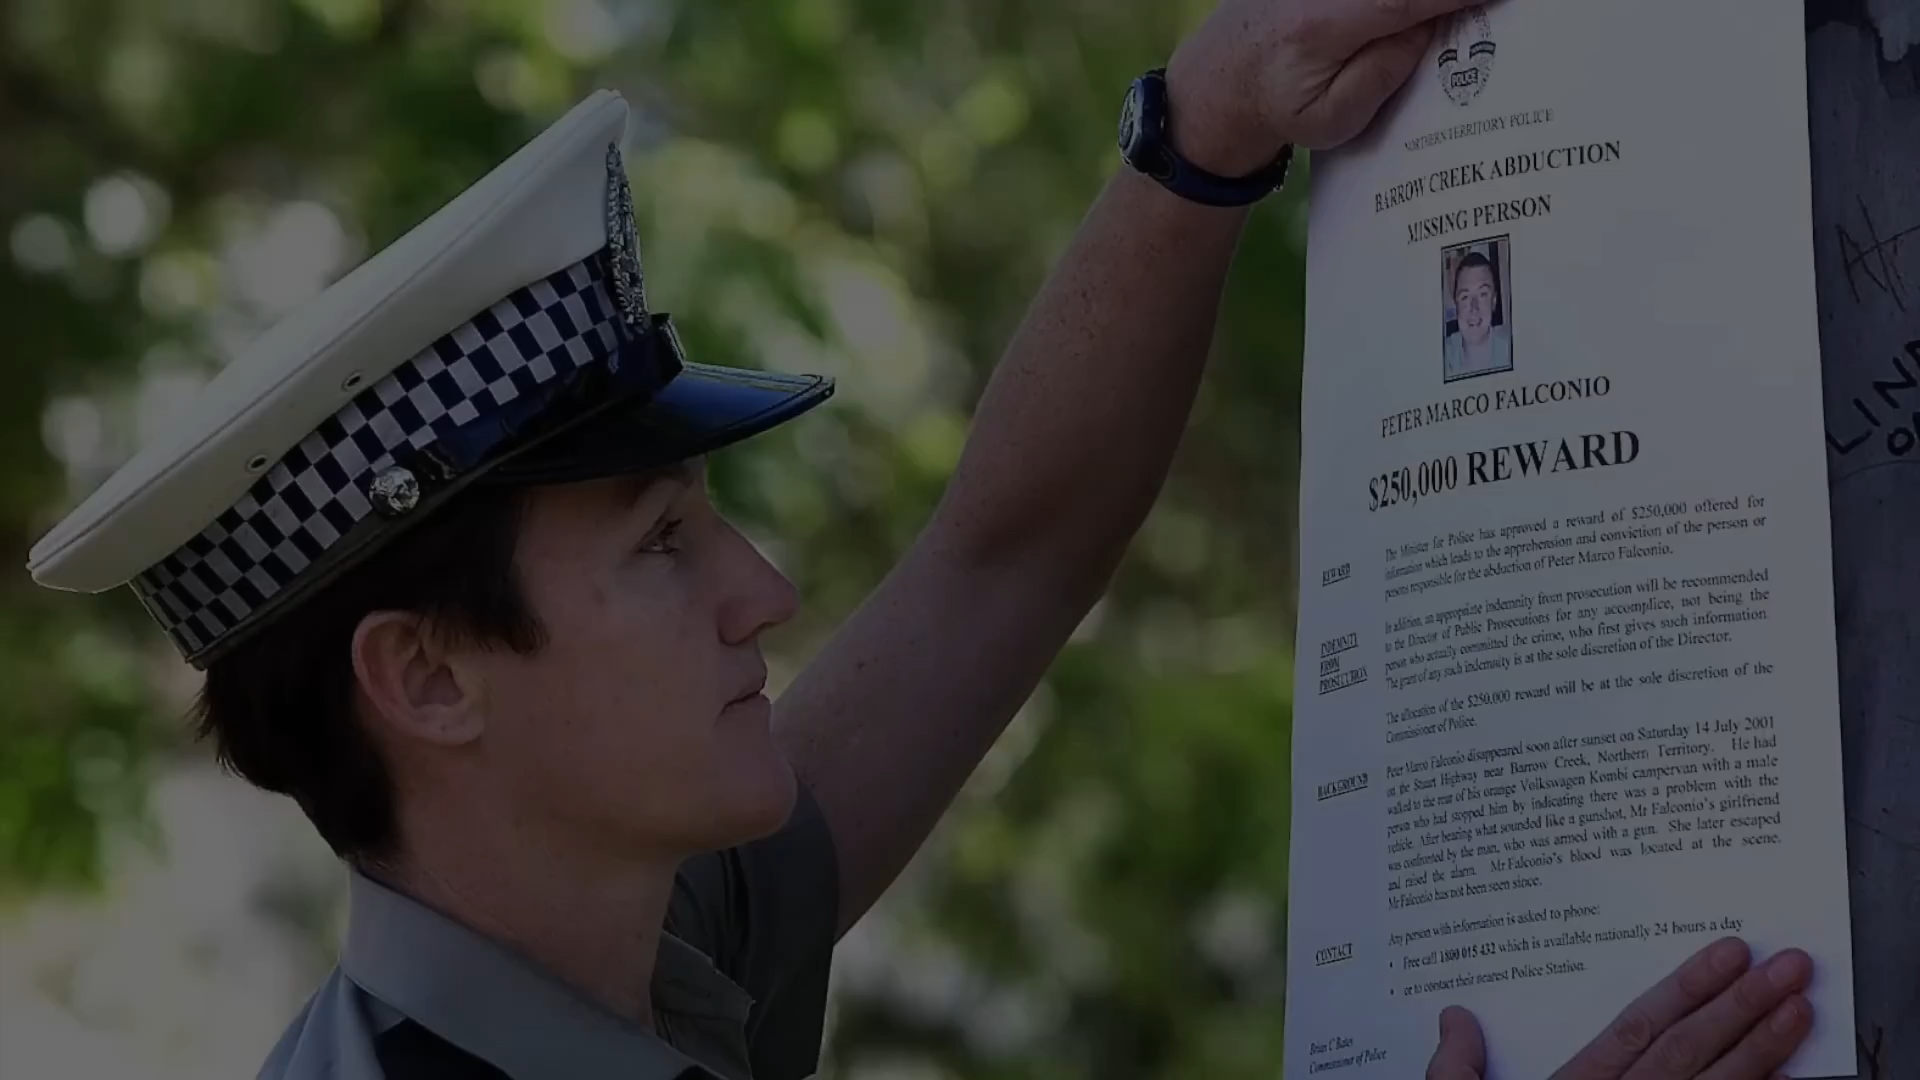 POLICE
NORTHERN TERRITORY POLICE
BARROW CREEK ABDUCTION
MISSING PERSON
PETER MARCO FALCONIO
$250,000 REWARD
REWARD
The Minister for Police has approved a reward of $250,000 offered for
information which leads to the apprehension and conviction of the person or
persons responsible for the abduction of Peter Marco Falconio.
INDEMNITY
FROM
PROSECUTION
In addition, an appropriate indemnity from prosecution will be recommended
to the Director of Public Prosecutions for any accomplice, not being the
person who actually committed the crime, who first gives such information.
The grant of any such indemnity is at the sole discretion of the Director.
The allocation of the $250,000 reward will be at the sole discretion of the
Commissioner of Police.
BACKGROUND
Peter Marco Falconio disappeared soon after sunset on Saturday 14 July 2001
on the Stuart Highway near Barrow Creek, Northern Territory. He had
walked to the rear of his orange Volkswagen Kombi campervan with a male
person who had stopped him by indicating there was a problem with the
vehicle. After hearing what sounded like a gunshot, Mr Falconio's girlfriend
was confronted by the man, who was armed with a gun. She later escaped
and raised the alarm. Mr Falconio's blood was located at the scene.
Mr Falconio has not been seen since.
CONTACT
Any person with information is asked to phone:
• Free call 1800 015 432 which is available nationally 24 hours a day
• or to contact their nearest Police Station.
Brian C Bates
Commissioner of Police